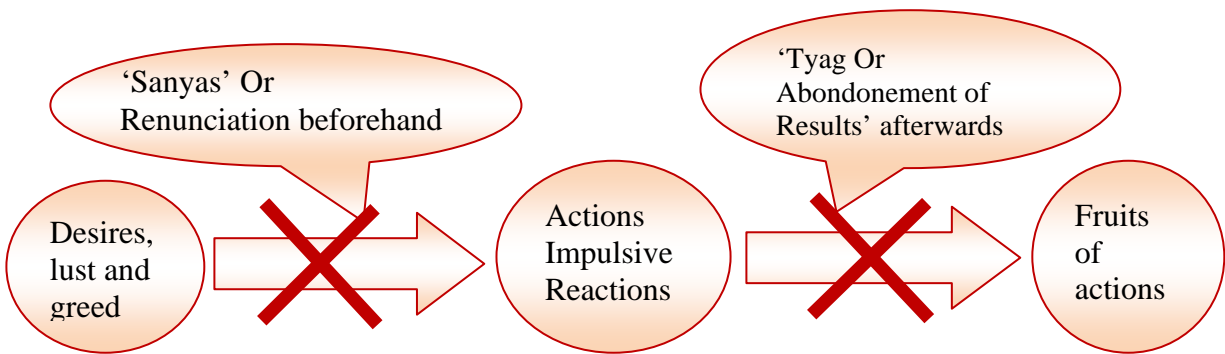 ‘Sanyas’ Or
Renunciation beforehand
‘Tyag Or
Abondonement of
Results’ afterwards
Desires,
lust and
greed
Actions
Impulsive
Reactions
Fruits
of
actions